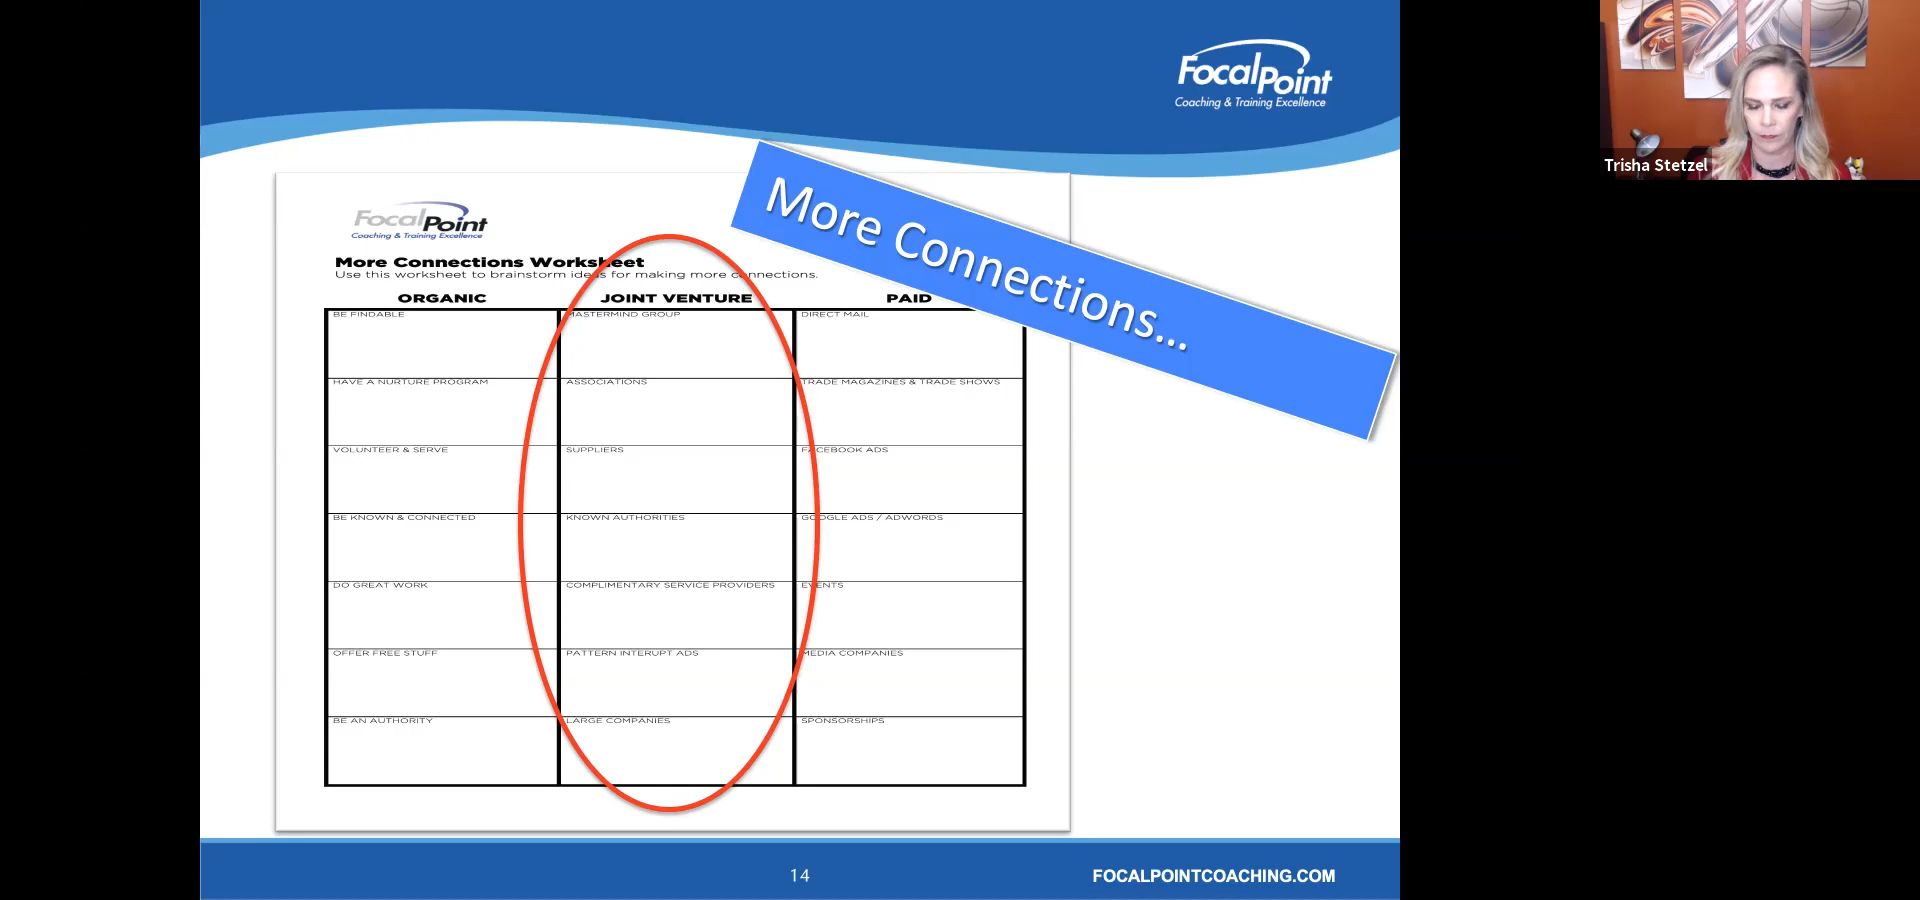 FocalPoint
Coaching & Training Excellence
Trisha Stetzel
More Connections...
FocalPoint
Coaching & Training Excellence
More Connections Worksheet
Use this worksheet to brainstorm ideas for making more connections.
ORGANIC JOINT VENTURE PAID
BE FINDABLE MASTERMIND GROUP DIRECT MAIL
HAVE A NURTURE PROGRAM ASSOCIATIONS TRADE MAGAZINES & TRADE SHOWS
VOLUNTEER & SERVE SUPPLIERS FACEBOOK ADS
BE KNOWN & CONNECTED KNOWN AUTHORITIES GOOGLE ADS / ADWORDS
DO GREAT WORK COMPLIMENTARY SERVICE PROVIDERS EVENTS
OFFER FREE STUFF PATTERN INTERUPT ADS MEDIA COMPANIES
BE AN AUTHORITY LARGE COMPANIES SPONSORSHIPS
14
FOCALPOINTCOACHING.COM